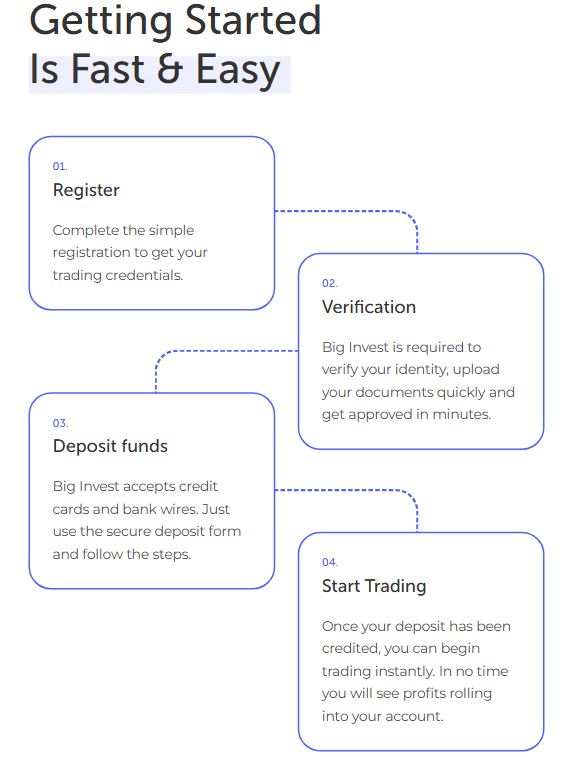 Getting Started
Is Fast & Easy
01.
Register
Complete the simple
registration to get your
trading credentials.
02.
Verification
Big Invest is required to
verify your identity, upload
your documents quickly and
get approved in minutes.
03.
Deposit funds
Big Invest accepts credit
cards and bank wires. Just
use the secure deposit form
and follow the steps.
04.
Start Trading
Once your deposit has been
credited, you can begin
trading instantly. In no time
you will see profits rolling
into your account.